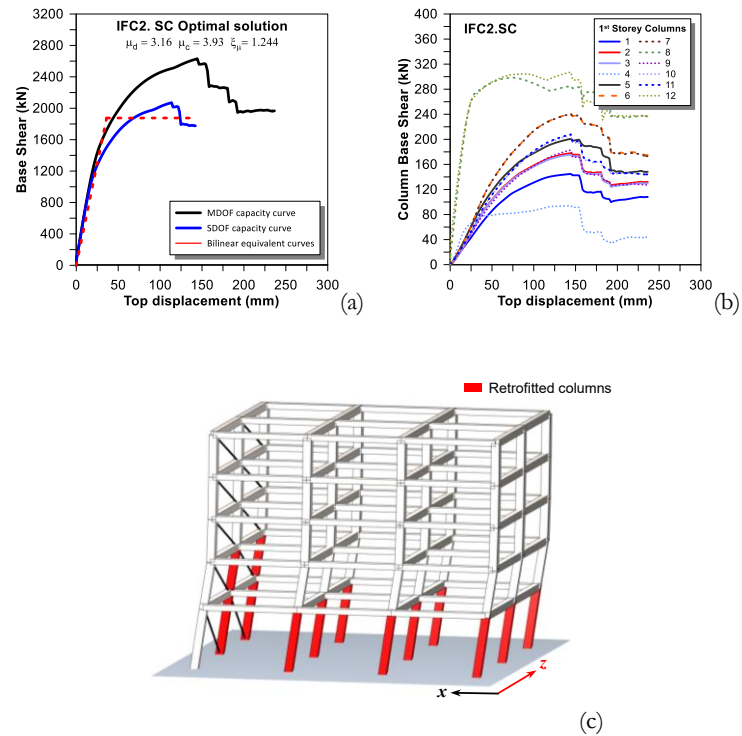 IFC2. SC Optimal solution
μd = 3.16 μc = 3.93 ξμ = 1.244
Base Shear (kN)
3200
2800
2400
2000
1600
1200
800
400
0
MDOF capacity curve
SDOF capacity curve
Bilinear equivalent curves
0 50 100 150 200 250 300
Top displacement (mm)
(a)
IFC2.SC
Column Base Shear (kN)
400
360
320
280
240
200
160
120
80
40
0
1st Storey Columns
1 7
2 8
3 9
4 10
5 11
6 12
0 50 100 150 200 250 300
Top displacement (mm)
(b)
Retrofitted columns
z
x
(c)